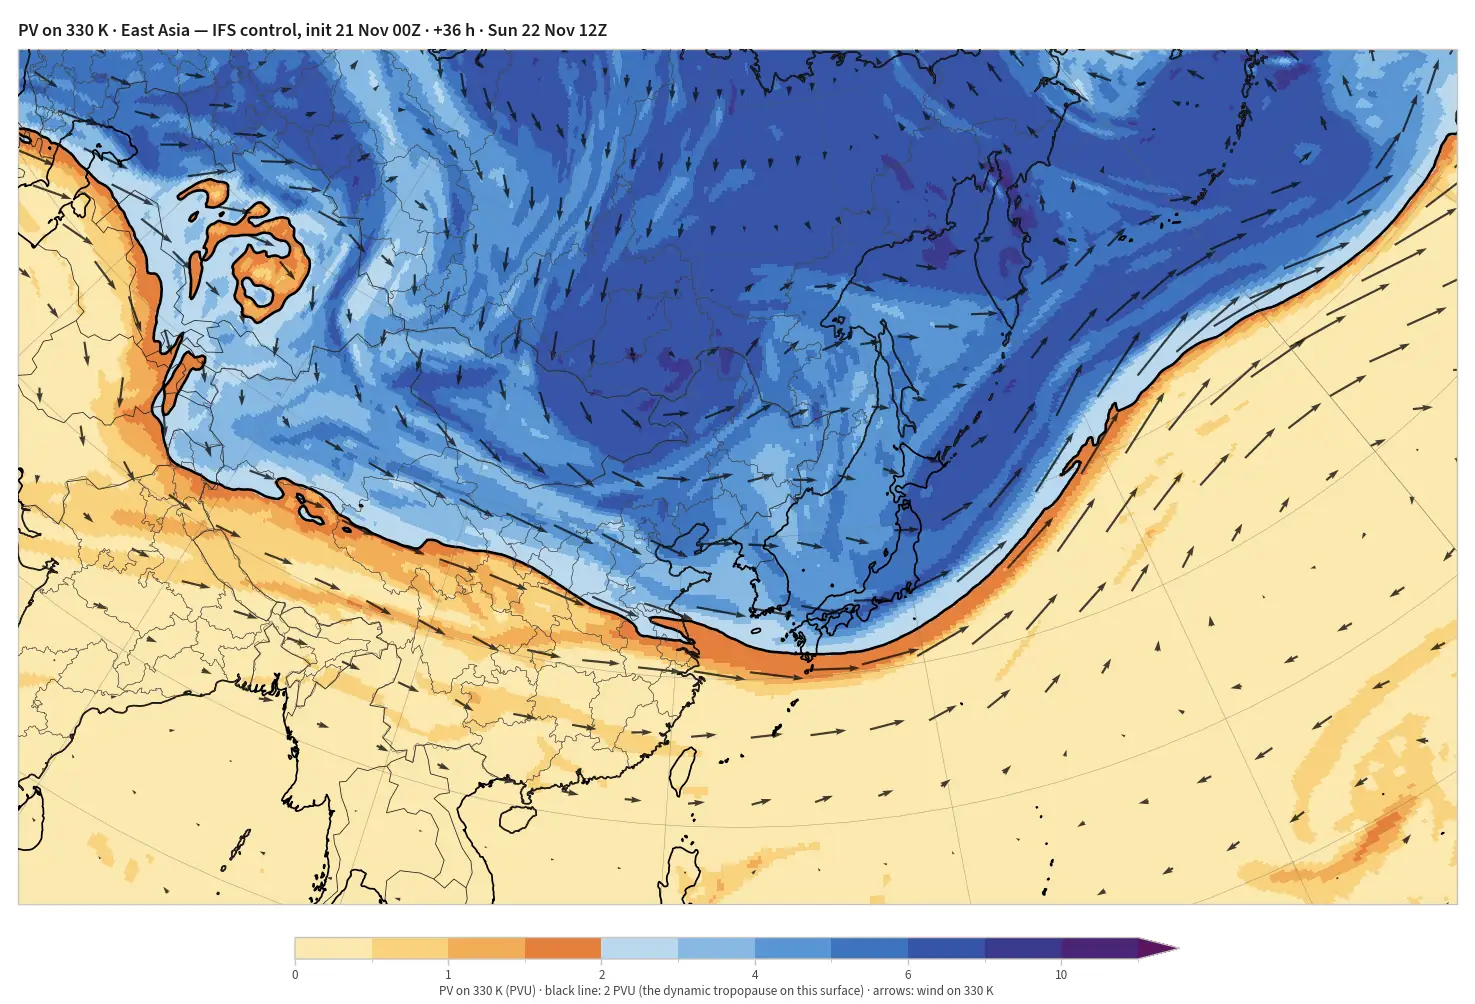 PV on 330 K · East Asia — IFS control, init 21 Nov 00Z · +36 h · Sun 22 Nov 12Z
0 1 2 4 6 10
PV on 330 K (PVU) · black line: 2 PVU (the dynamic tropopause on this surface) · arrows: wind on 330 K